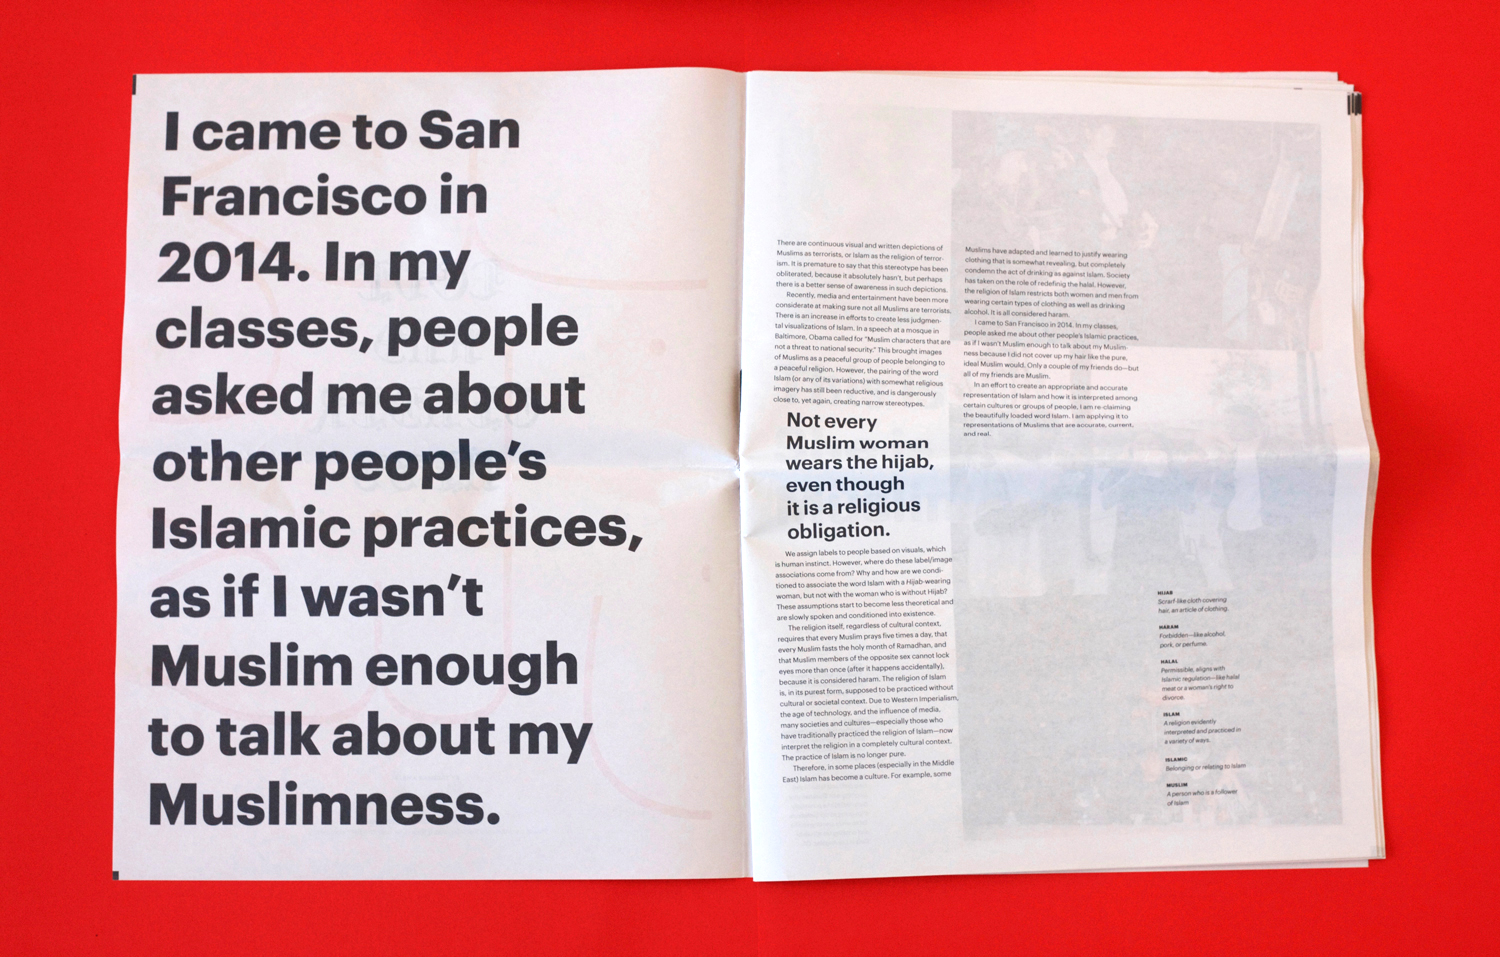 I came to San
Francisco in
2014. In my
classes, people
asked me about
other people's
Islamic practices,
as if I wasn't
Muslim enough
to talk about my
Muslimness.
There are continuous visual and written depictions of
Muslims as terrorists, or Islam as the religion of terror-
ism. It is premature to say that this stereotype has been
obliterated, because it absolutely hasn't, but perhaps
there is a better sense of awareness in such depictions.
Recently, media and entertainment have been more
considerate at making sure not all Muslims are terrorists.
There is an increase in efforts to create less judgmen-
tal visualizations of Islam. In a speech at a mosque in
Baltimore, Obama called for "Muslim characters that are
not a threat to national security." This brought images
of Muslims as a peaceful group of people belonging to
a peaceful religion. However, the pairing of the word
Islam (or any of its variations) with somewhat religious
imagery has still been reductive, and is dangerously
close to, yet again, creating narrow stereotypes.
Not every
Muslim woman
wears the hijab,
even though
it is a religious
obligation.
We assign labels to people based on visuals, which
is human instinct. However, where do these label/image
associations come from? Why and how are we condi-
tioned to associate the word Islam with a Hijab-wearing
woman, but not with the woman who is without Hijab?
These assumptions start to become less theoretical and
are slowly spoken and conditioned into existence.
The religion itself, regardless of cultural context,
requires that every Muslim prays five times a day, that
every Muslim fasts the holy month of Ramadhan, and
that Muslim members of the opposite sex cannot lock
eyes more than once (after it happens accidentally),
because it is considered haram. The religion of Islam
is, in its purest form, supposed to be practiced without
cultural or societal context. Due to Western Imperialism,
the age of technology, and the influence of media,
many societies and cultures—especially those who
have traditionally practiced the religion of Islam—now
interpret the religion in a completely cultural context.
The practice of Islam is no longer pure.
Therefore, in some places (especially in the Middle
East) Islam has become a culture. For example, some
Muslims have adapted and learned to justify wearing
clothing that is somewhat revealing, but completely
condemn the act of drinking as against Islam. Society
has taken on the role of redefinig the halal. However,
the religion of Islam restricts both women and men from
wearing certain types of clothing as well as drinking
alcohol. It is all considered haram.
I came to San Francisco in 2014. In my classes,
people asked me about other people's Islamic practices,
as if I wasn't Muslim enough to talk about my Muslim-
ness because I did not cover up my hair like the pure,
ideal Muslim would. Only a couple of my friends do—but
all of my friends are Muslim.
In an effort to create an appropriate and accurate
representation of Islam and how it is interpreted among
certain cultures or groups of people, I am re-claiming
the beautifully loaded word Islam. I am applying it to
representations of Muslims that are accurate, current,
and real.
HIJAB
Scrarf-like cloth covering
hair, an article of clothing.
HARAM
Forbidden—like alcohol,
pork, or perfume.
HALAL
Permissible, aligns with
Islamic regulation—like halal
meat or a woman's right to
divorce.
ISLAM
A religion evidently
interpreted and practiced in
a variety of ways.
ISLAMIC
Belonging or relating to Islam
MUSLIM
A person who is a follower
of Islam